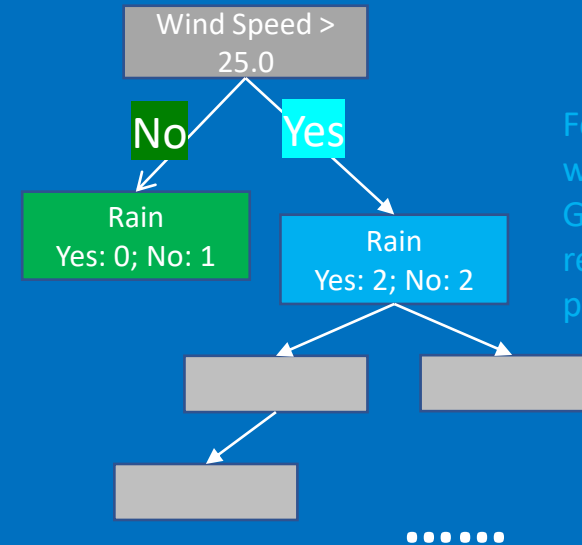 Wind Speed >
25.0
No
Yes
Rain
Yes: 0; No: 1
Rain
Yes: 2; No: 2
......